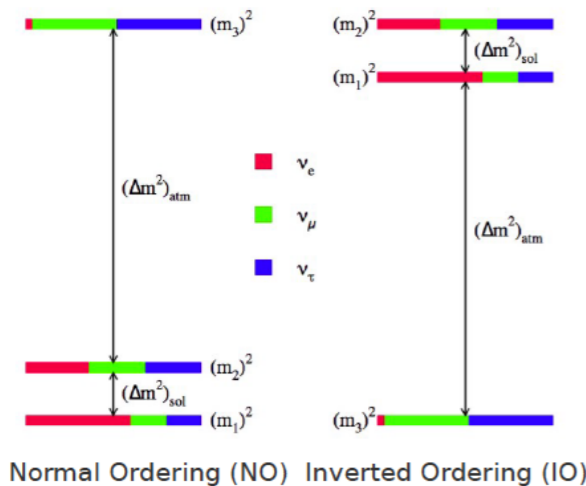 (m₃)²
(m₂)²
(Δm²)sol
(m₁)²
νe
(Δm²)atm
(Δm²)atm
νμ
ντ
(m₂)²
(Δm²)sol
(m₁)²
(m₃)²
Normal Ordering (NO)
Inverted Ordering (IO)